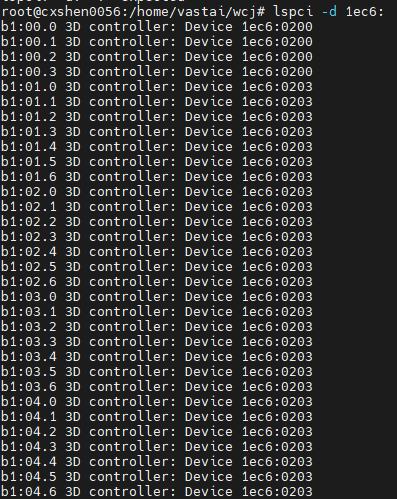 root@cxshen0056:/home/vastai/wcj# lspci -d 1ec6:
b1:00.0 3D controller: Device 1ec6:0200
b1:00.1 3D controller: Device 1ec6:0200
b1:00.2 3D controller: Device 1ec6:0200
b1:00.3 3D controller: Device 1ec6:0200
b1:01.0 3D controller: Device 1ec6:0203
b1:01.1 3D controller: Device 1ec6:0203
b1:01.2 3D controller: Device 1ec6:0203
b1:01.3 3D controller: Device 1ec6:0203
b1:01.4 3D controller: Device 1ec6:0203
b1:01.5 3D controller: Device 1ec6:0203
b1:01.6 3D controller: Device 1ec6:0203
b1:02.0 3D controller: Device 1ec6:0203
b1:02.1 3D controller: Device 1ec6:0203
b1:02.2 3D controller: Device 1ec6:0203
b1:02.3 3D controller: Device 1ec6:0203
b1:02.4 3D controller: Device 1ec6:0203
b1:02.5 3D controller: Device 1ec6:0203
b1:02.6 3D controller: Device 1ec6:0203
b1:03.0 3D controller: Device 1ec6:0203
b1:03.1 3D controller: Device 1ec6:0203
b1:03.2 3D controller: Device 1ec6:0203
b1:03.3 3D controller: Device 1ec6:0203
b1:03.4 3D controller: Device 1ec6:0203
b1:03.5 3D controller: Device 1ec6:0203
b1:03.6 3D controller: Device 1ec6:0203
b1:04.0 3D controller: Device 1ec6:0203
b1:04.1 3D controller: Device 1ec6:0203
b1:04.2 3D controller: Device 1ec6:0203
b1:04.3 3D controller: Device 1ec6:0203
b1:04.4 3D controller: Device 1ec6:0203
b1:04.5 3D controller: Device 1ec6:0203
b1:04.6 3D controller: Device 1ec6:0203